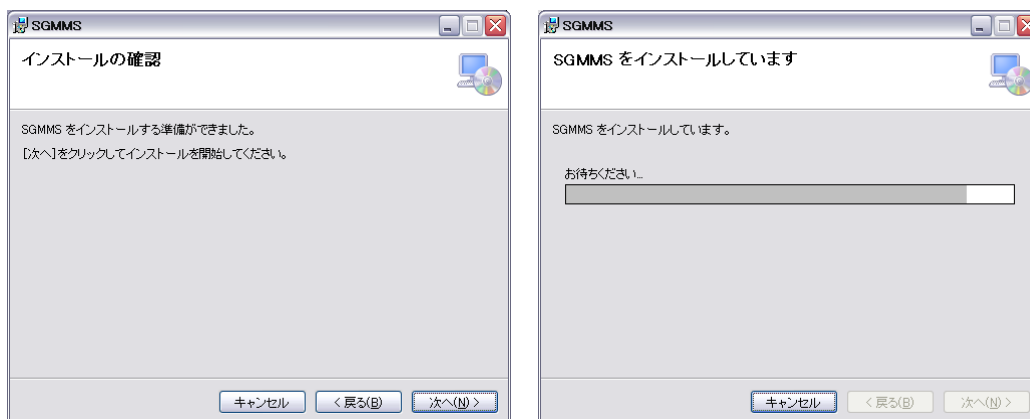 SGMMS
インストールの確認
SGMMS をインストールする準備ができました。
[次へ]をクリックしてインストールを開始してください。
キャンセル
< 戻る(B)
次へ(N) >
SGMMS
SGMMS をインストールしています
SGMMS をインストールしています。
お待ちください...
キャンセル
< 戻る(B)
次へ(N) >